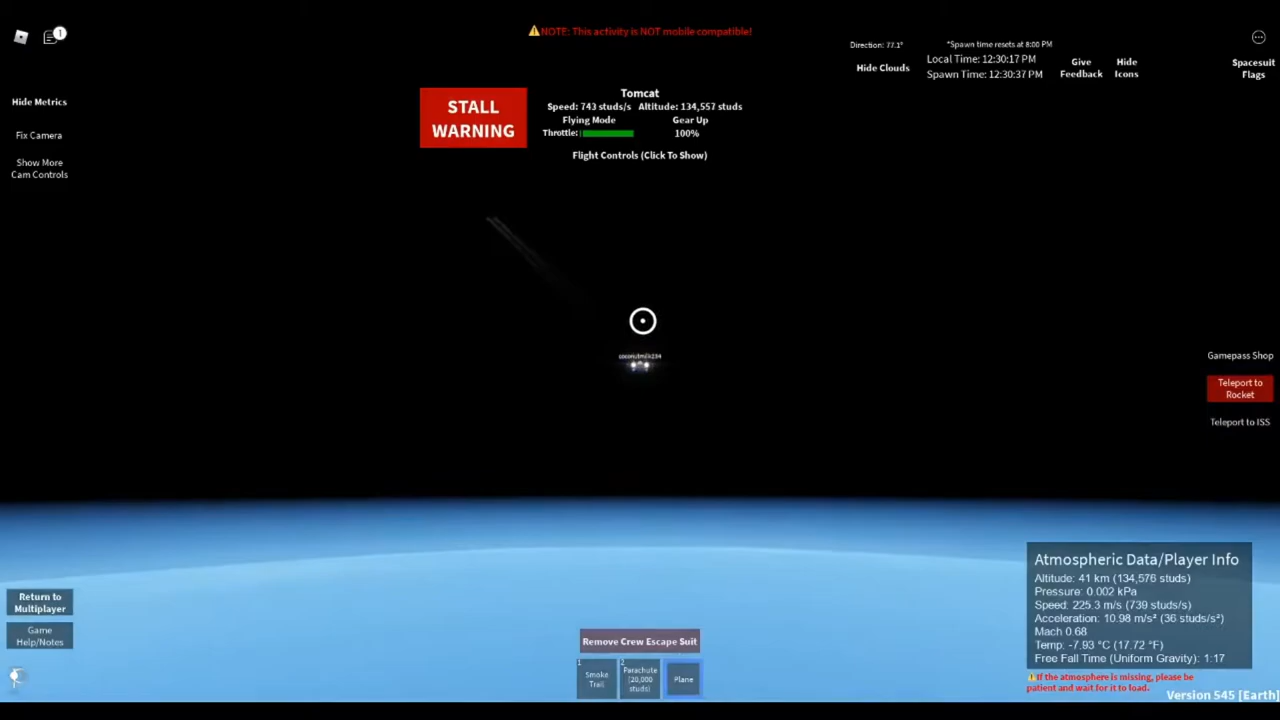 1
⚠️NOTE: This activity is NOT mobile compatible!
Direction: 77.1°
*Spawn time resets at 8:00 PM
Local Time: 12:30:17 PM
Spawn Time: 12:30:37 PM
Hide Clouds
Give
Feedback
Hide
Icons
Spacesuit
Flags
Hide Metrics
Fix Camera
Show More
Cam Controls
STALL
WARNING
Tomcat
Speed: 743 studs/s Altitude: 134,557 studs
Flying Mode Gear Up
Throttle: 100%
Flight Controls (Click To Show)
coconutmilk234
Gamepass Shop
Teleport to
Rocket
Teleport to ISS
Atmospheric Data/Player Info
Altitude: 41 km (134,576 studs)
Pressure: 0.002 kPa
Speed: 225.3 m/s (739 studs/s)
Acceleration: 10.98 m/s² (36 studs/s²)
Mach 0.68
Temp: -7.93 °C (17.72 °F)
Free Fall Time (Uniform Gravity): 1:17
⚠️If the atmosphere is missing, please be
patient and wait for it to load.
Version 545 [Earth]
Return to
Multiplayer
Game
Help/Notes
Remove Crew Escape Suit
1
Smoke
Trail
2
Parachute
(20,000
studs)
Plane